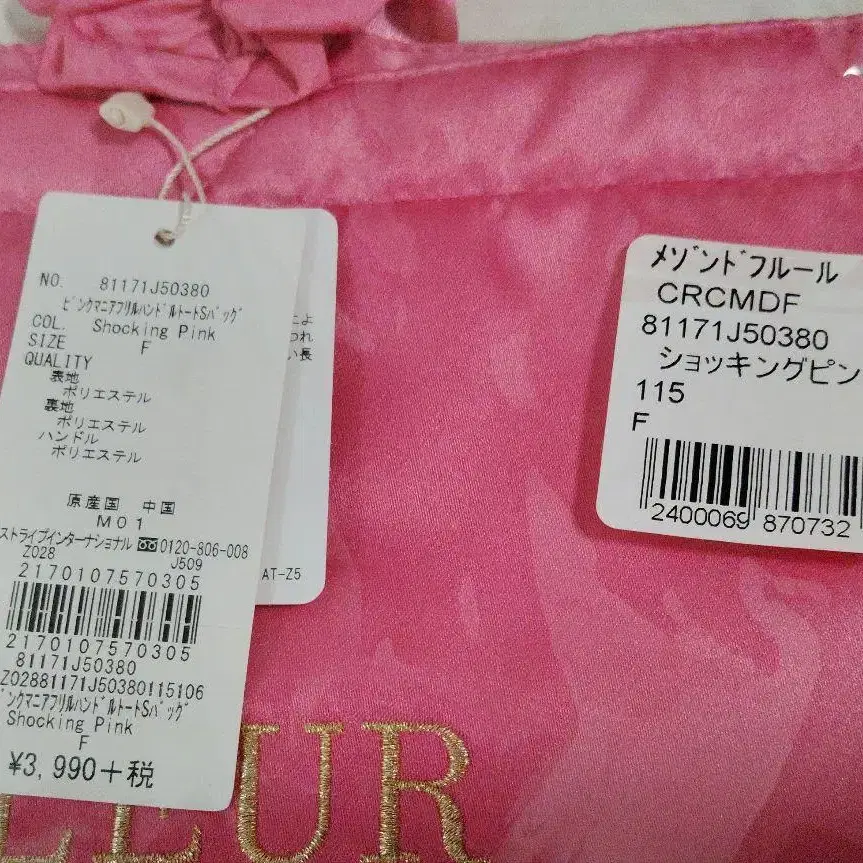 NO. 81171J50380
ﾋﾟﾝｸﾏﾆｱﾌﾘﾙﾊﾝﾄﾞﾙﾄｰﾄSﾊﾞｯｸﾞ
COL. Shocking Pink
SIZE F
QUALITY
表地
ポリエステル
裏地
ポリエステル
ハンドル
ポリエステル
原産国 中国
M01
ストライプインターナショナル 0120-806-008
Z028 J509
2170107570305
2170107570305
81171J50380
Z02881171J50380115106
ﾝｸﾏﾆｱﾌﾘﾙﾊﾝﾄﾞﾙﾄｰﾄSﾊﾞｯｸﾞ
Shocking Pink
F
¥3,990+税
よ
われ
い長
AT-Z5
ﾒｿﾞﾝﾄﾞﾌﾙｰﾙ
CRCMDF
81171J50380
ショッキングピン
115
F
2400069 870732
EUR